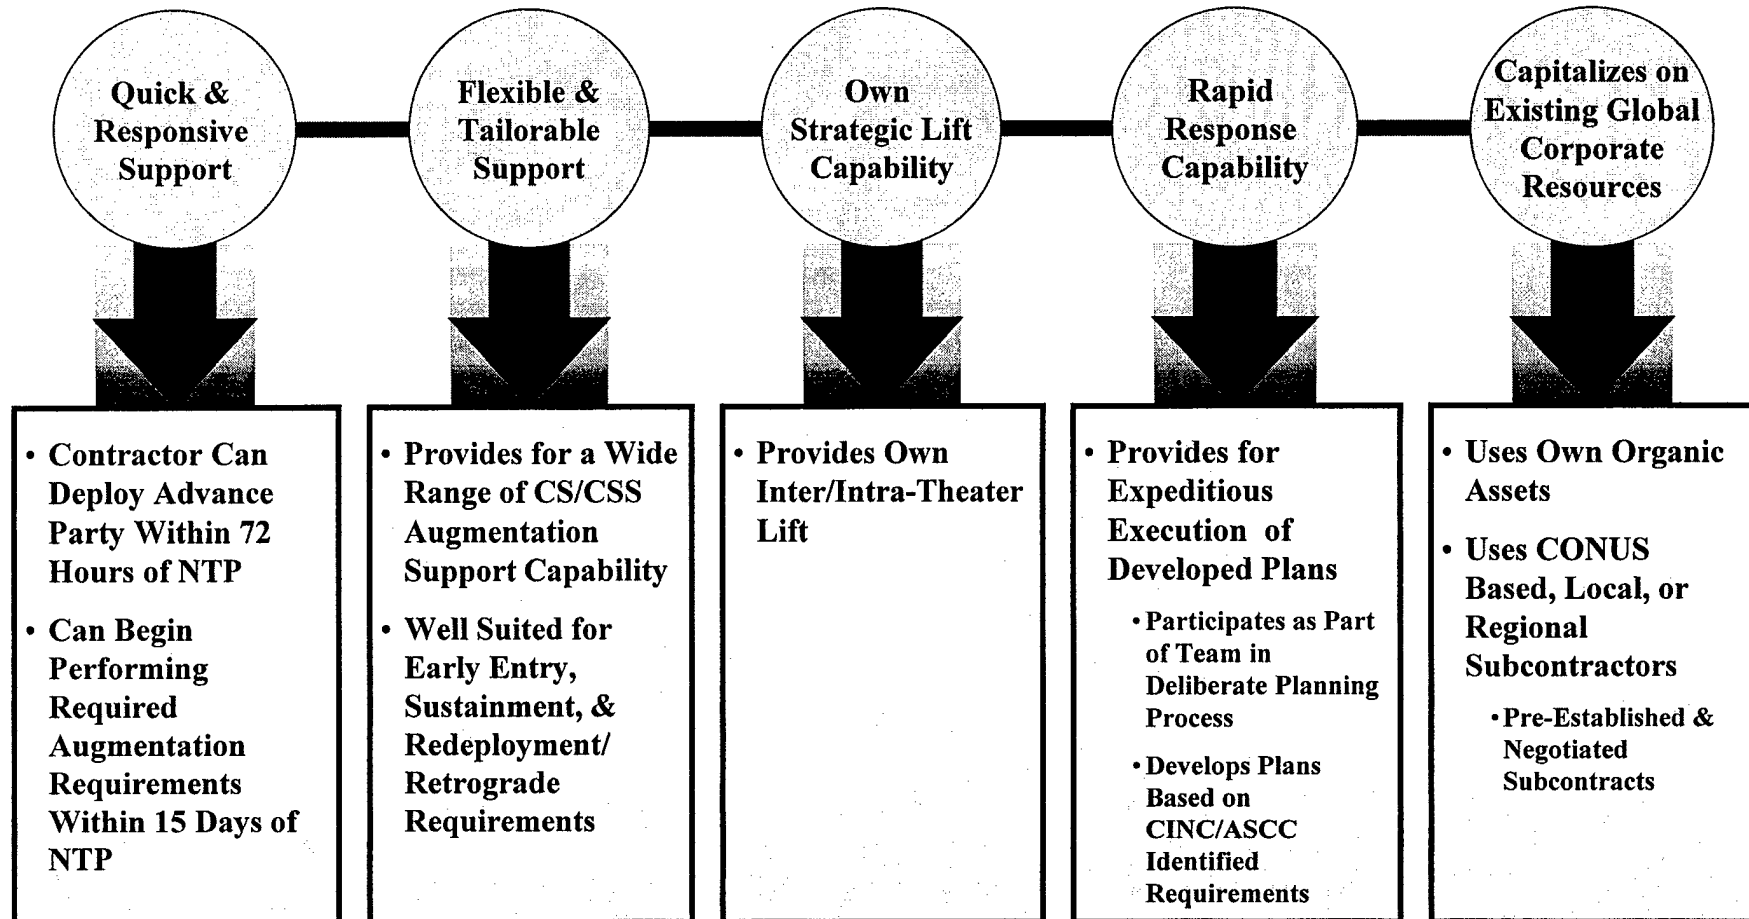 Quick &
Responsive
Support
Flexible &
Tailorable
Support
Own
Strategic Lift
Capability
Rapid
Response
Capability
Capitalizes on
Existing Global
Corporate
Resources
• Contractor Can
Deploy Advance
Party Within 72
Hours of NTP
• Can Begin
Performing
Required
Augmentation
Requirements
Within 15 Days of
NTP
• Provides for a Wide
Range of CS/CSS
Augmentation
Support Capability
• Well Suited for
Early Entry,
Sustainment, &
Redeployment/
Retrograde
Requirements
• Provides Own
Inter/Intra-Theater
Lift
• Provides for
Expeditious
Execution of
Developed Plans
• Participates as Part
of Team in
Deliberate Planning
Process
• Develops Plans
Based on
CINC/ASCC
Identified
Requirements
• Uses Own Organic
Assets
• Uses CONUS
Based, Local, or
Regional
Subcontractors
• Pre-Established &
Negotiated
Subcontracts